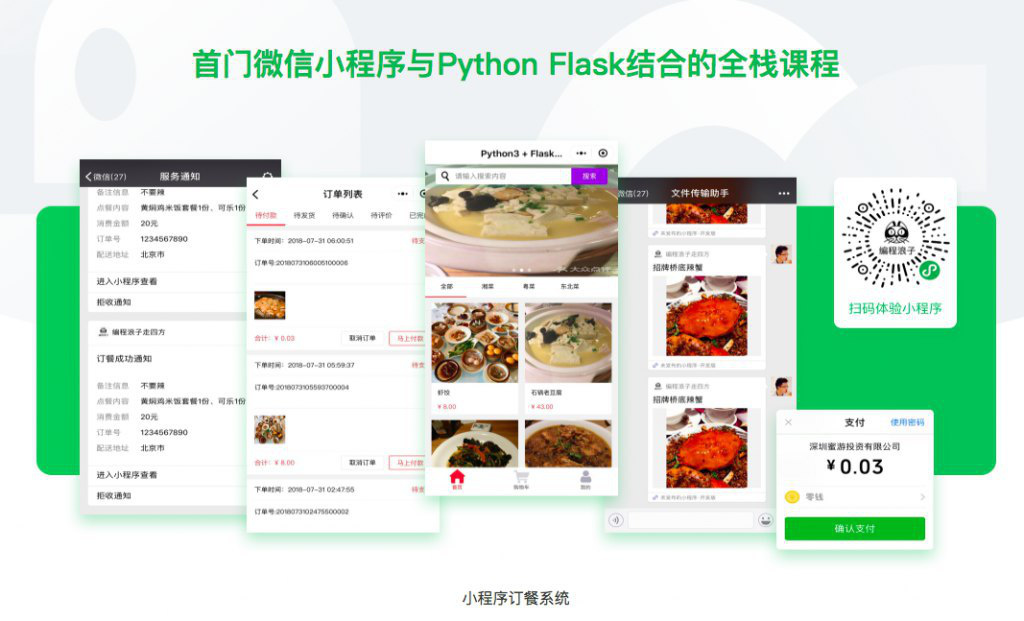 首门微信小程序与Python Flask结合的全栈课程
微信(27)
服务通知
备注信息 不要辣
点餐内容 黄焖鸡米饭套餐1份，可乐1份
消费金额 20元
订单号 1234567890
配送地址 北京市
进入小程序查看
拒收通知
编程浪子走四方
订餐成功通知
备注信息 不要辣
点餐内容 黄焖鸡米饭套餐1份，可乐1份
消费金额 20元
订单号 1234567890
配送地址 北京市
进入小程序查看
拒收通知
订单列表
待付款 待发货 待确认 待评价 已完
下单时间：2018-07-31 06:00:51 待支
订单号:2018073106005100006
合计：¥ 0.03 取消订单 马上付款
下单时间：2018-07-31 05:59:37 待支
订单号:2018073105593700004
合计：¥ 8.00 取消订单 马上付款
下单时间：2018-07-31 02:47:55 待支
订单号:2018073102475500002
Python3 + Flask...
请输入搜索内容 搜索
大众点评
全部 湘菜 粤菜 东北菜
虾饺
¥ 8.00
石锅老豆腐
¥ 43.00
首页 购物车 我的
微信(27) 文件传输助手
未发布的小程序·开发版
编程浪子走四方
招牌桥底辣蟹
未发布的小程序·开发版
编程浪子走四方
招牌桥底辣蟹
未发布的小程序·开发版
编程浪子
扫码体验小程序
支付 使用密码
深圳蜜游投资有限公司
¥ 0.03
零钱
确认支付
小程序订餐系统